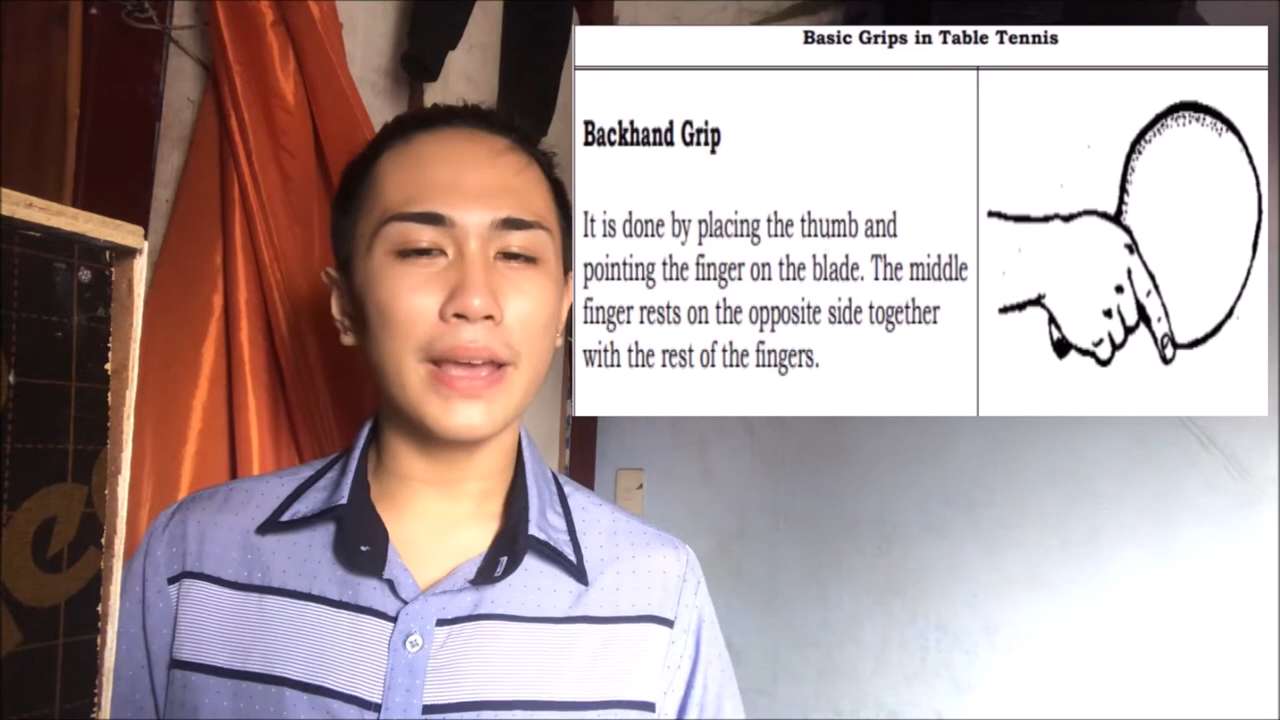 Basic Grips in Table Tennis
Backhand Grip
It is done by placing the thumb and
pointing the finger on the blade. The middle
finger rests on the opposite side together
with the rest of the fingers.